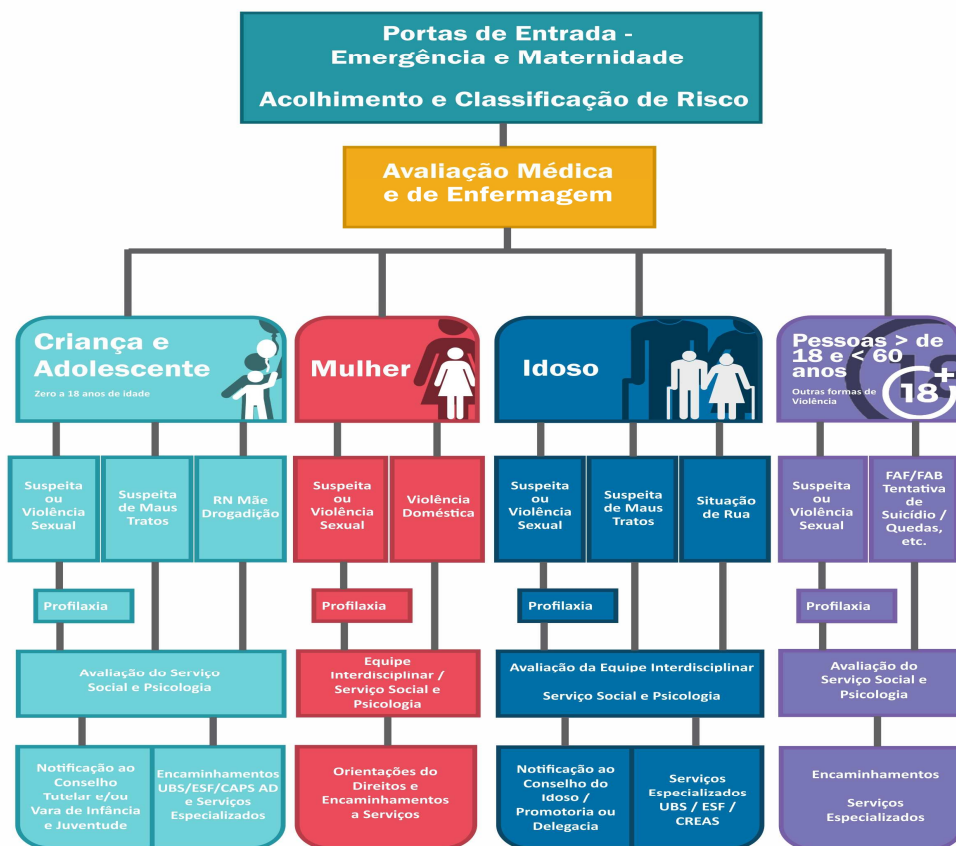 Portas de Entrada -
Emergência e Maternidade
Acolhimento e Classificação de Risco
Avaliação Médica
e de Enfermagem
Criança e
Adolescente
Zero a 18 anos de idade
Suspeita
ou
Violência
Sexual
Suspeita
de Maus
Tratos
RN Mãe
Drogadição
Profilaxia
Avaliação do Serviço
Social e Psicologia
Notificação ao
Conselho
Tutelar e/ou
Vara de Infância
e Juventude
Encaminhamentos
UBS/ESF/CAPS AD
e Serviços
Especializados
Mulher
Suspeita
ou
Violência
Sexual
Violência
Doméstica
Profilaxia
Equipe
Interdisciplinar /
Serviço Social e
Psicologia
Orientações do
Direitos e
Encaminhamentos
a Serviços
Idoso
Suspeita
ou
Violência
Sexual
Suspeita
de Maus
Tratos
Situação
de Rua
Profilaxia
Avaliação da Equipe Interdisciplinar
Serviço Social e Psicologia
Notificação ao
Conselho do
Idoso /
Promotoria ou
Delegacia
Serviços
Especializados
UBS / ESF /
CREAS
Pessoas > de
18 e < 60
anos
Outras formas de
Violência
18+
Suspeita
ou
Violência
Sexual
FAF/FAB
Tentativa
de
Suicídio /
Quedas,
etc.
Profilaxia
Avaliação do
Serviço Social e
Psicologia
Encaminhamentos
Serviços
Especializados